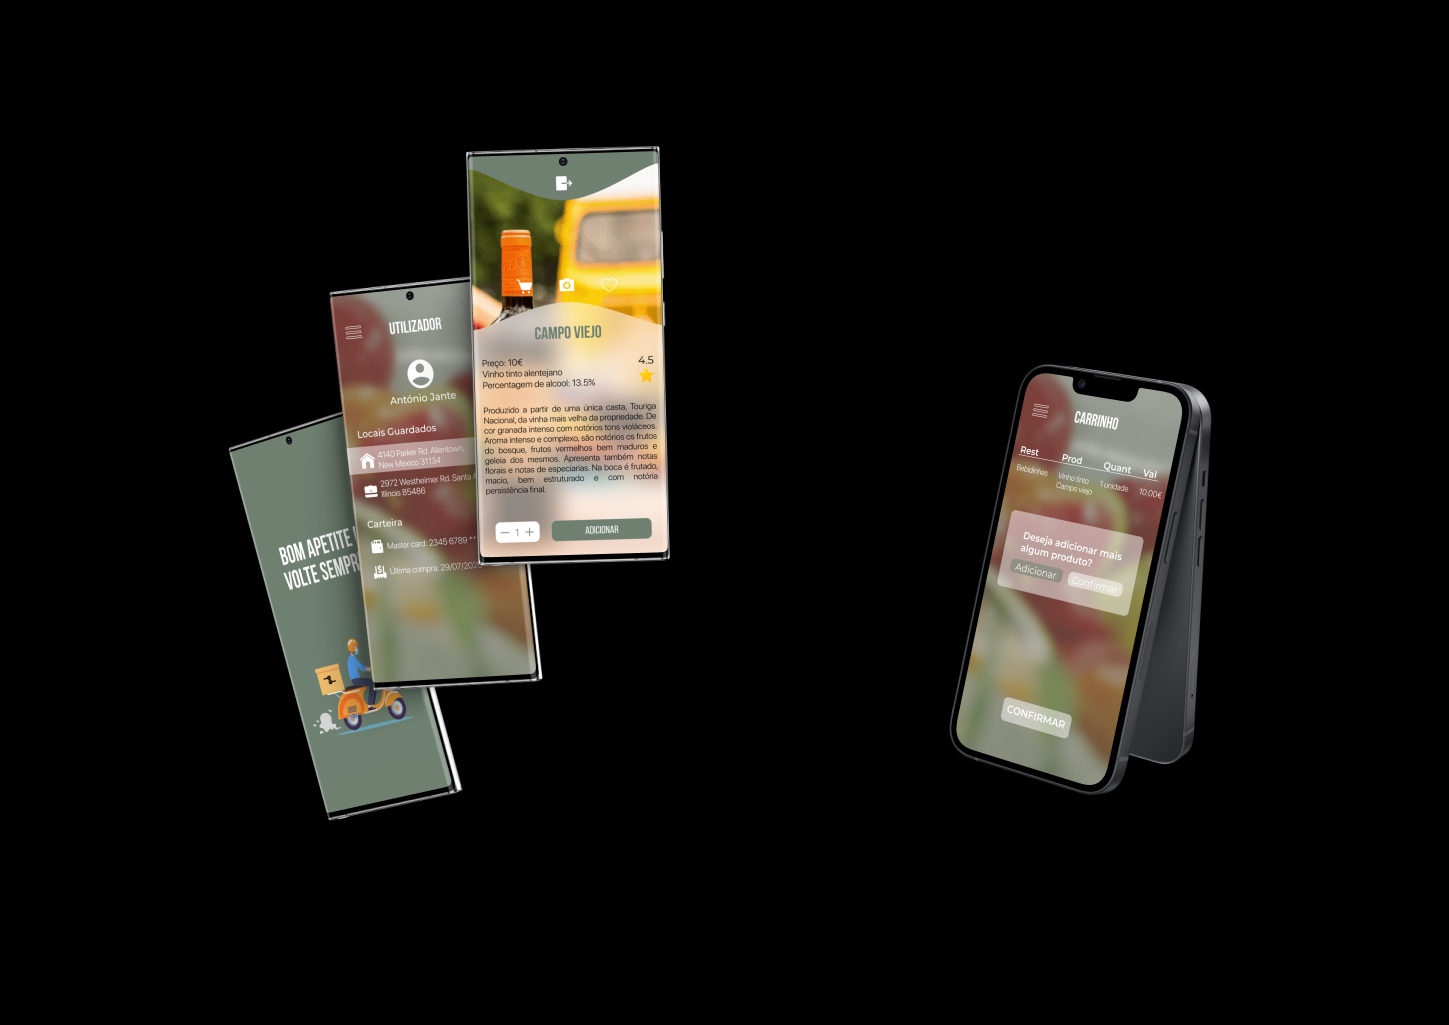 CAMPO VIEJO
Preço: 10€
4.5
Vinho tinto alentejano
Percentagem de alcool: 13.5%
Produzido a partir de uma única casta, Touriga
Nacional, da vinha mais velha da propriedade. De
cor granada intenso com notórios tons violáceos.
Aroma intenso e complexo, são notórios os frutos
do bosque, frutos vermelhos bem maduros e
geleia dos mesmos. Apresenta também notas
florais e notas de especiarias. Na boca é frutado,
macio, bem estruturado e com notória
persistência final.
— 1 +
ADICIONAR
UTILIZADOR
António Jante
Locais Guardados
4140 Parker Rd. Allentown,
New Mexico 31134
2972 Westheimer Rd. Santa A
Illinois 85486
Carteira
Master card: 2345 6789 **
Última compra: 29/07/202
BOM APETITE
VOLTE SEMPR
CARRINHO
Rest Prod Quant Val
Bebidinhas Vinho tinto 1 unidade 10.00€
Campo viejo
Deseja adicionar mais
algum produto?
Adicionar Confirmar
CONFIRMAR